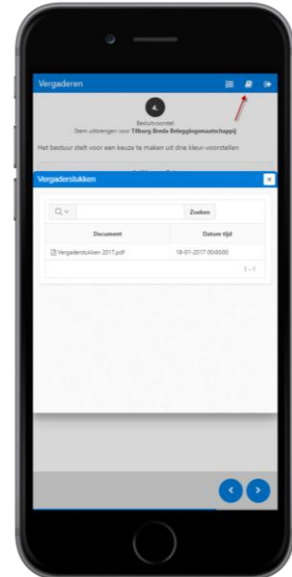 Vergaderen
4.
Besluitvoorstel
Stem uitbrengen voor Tilburg Breda Beleggingsmaatschappij
Het bestuur stelt voor een keuze te maken uit drie kleur-voorstellen
Vergaderstukken
Zoeken
Document Datum tijd
Vergaderstukken 2017.pdf 18-01-2017 00:00:00
1 - 1